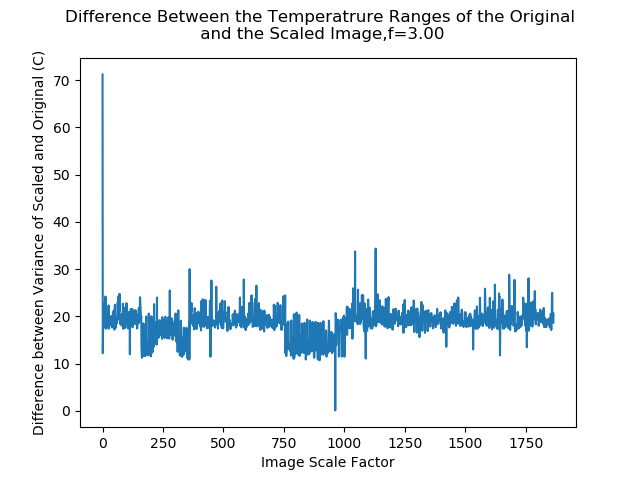 Difference Between the Temperatrure Ranges of the Original
and the Scaled Image,f=3.00
Difference between Variance of Scaled and Original (C)
70
60
50
40
30
20
10
0
0 250 500 750 1000 1250 1500 1750
Image Scale Factor